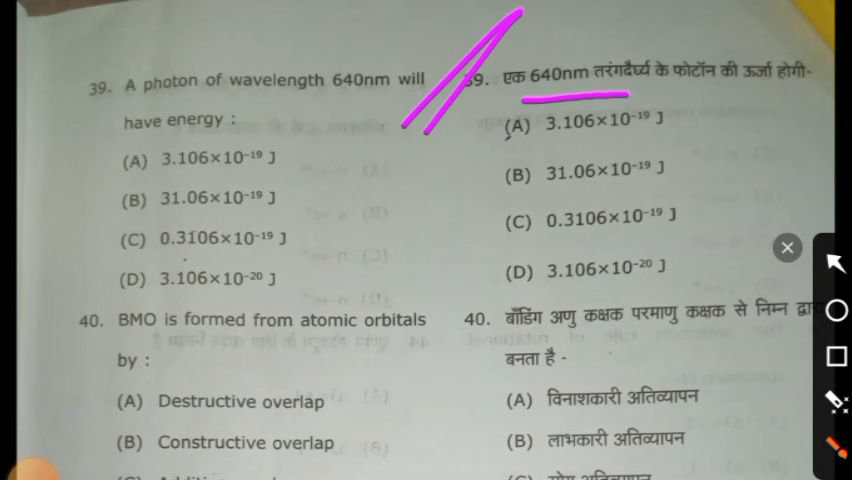 39. A photon of wavelength 640nm will
have energy :
(A) 3.106×10⁻¹⁹ J
(B) 31.06×10⁻¹⁹ J
(C) 0.3106×10⁻¹⁹ J
(D) 3.106×10⁻²⁰ J
40. BMO is formed from atomic orbitals
by :
(A) Destructive overlap
(B) Constructive overlap
39. एक 640nm तरंगदैर्घ्य के फोटॉन की ऊर्जा होगी-
(A) 3.106×10⁻¹⁹ J
(B) 31.06×10⁻¹⁹ J
(C) 0.3106×10⁻¹⁹ J
(D) 3.106×10⁻²⁰ J
40. बॉंडिंग अणु कक्षक परमाणु कक्षक से निम्न
बनता है -
(A) विनाशकारी अतिव्यापन
(B) लाभकारी अतिव्यापन